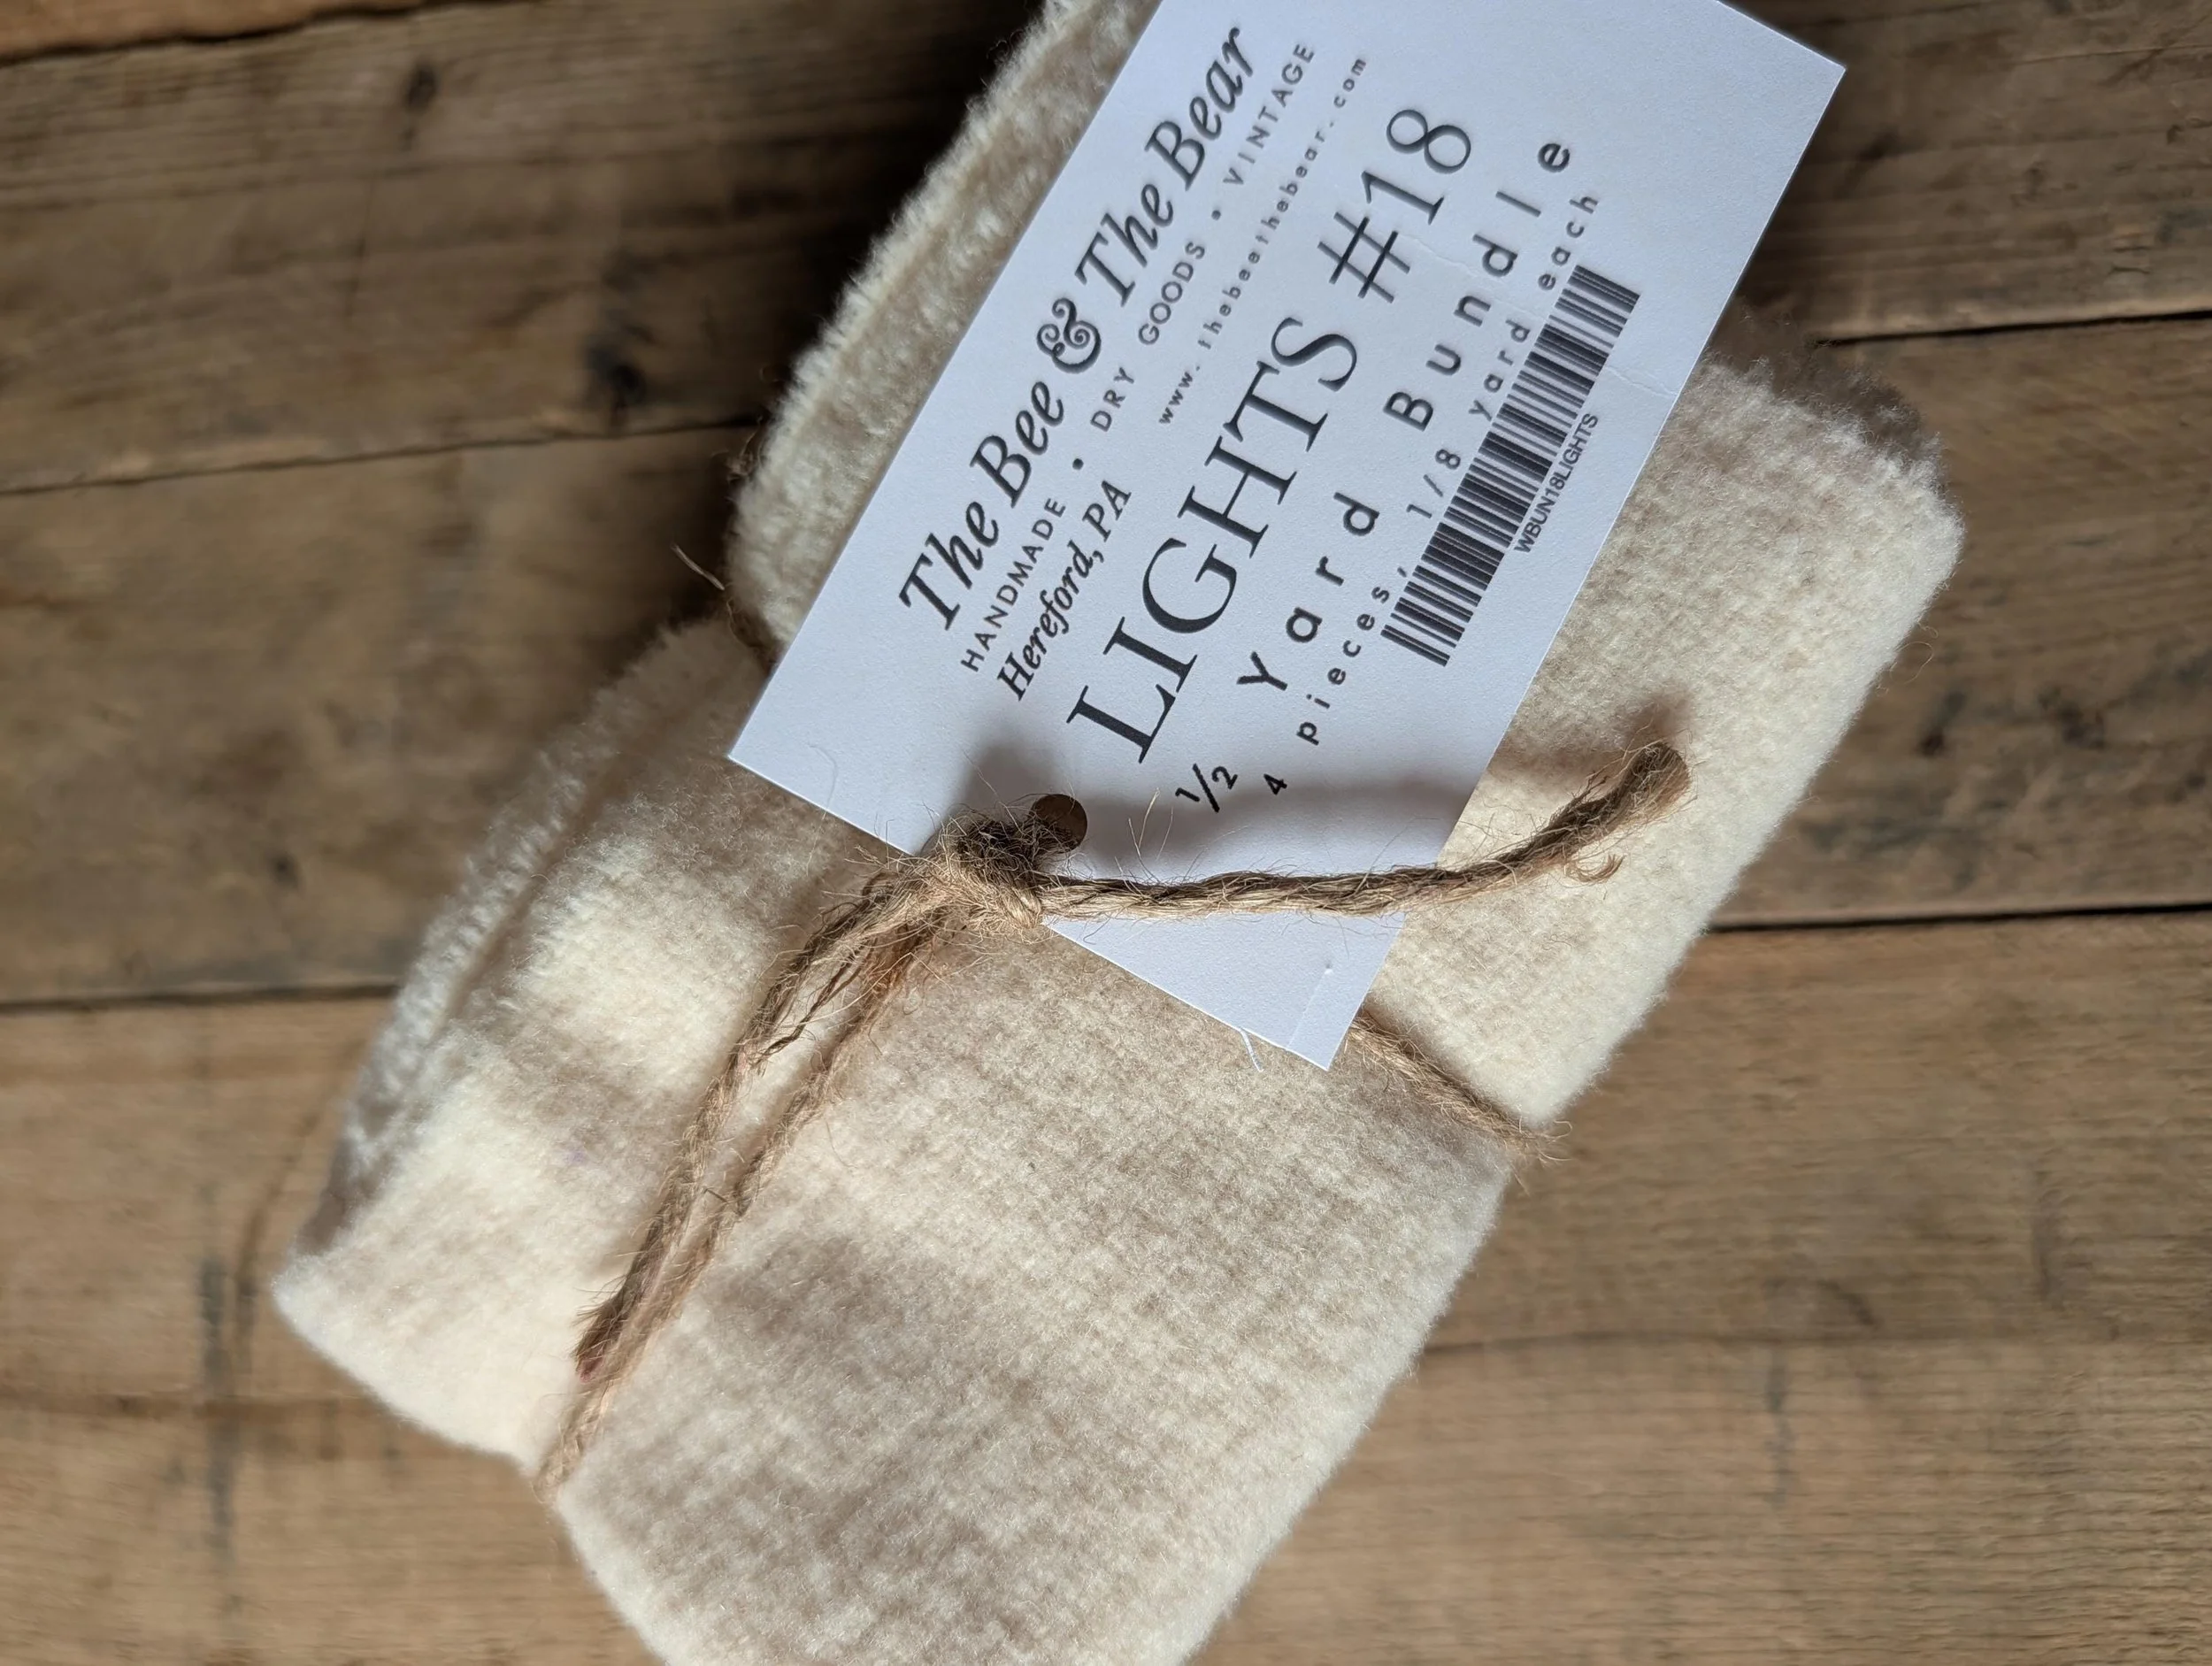 The Bee & The Bear
HANDMADE • DRY GOODS • VINTAGE
Hereford, PA www.thebeethebear.com
LIGHTS #18
1/2 Yard Bundle
4 pieces, 1/8 yard each
WBUN18LIGHTS